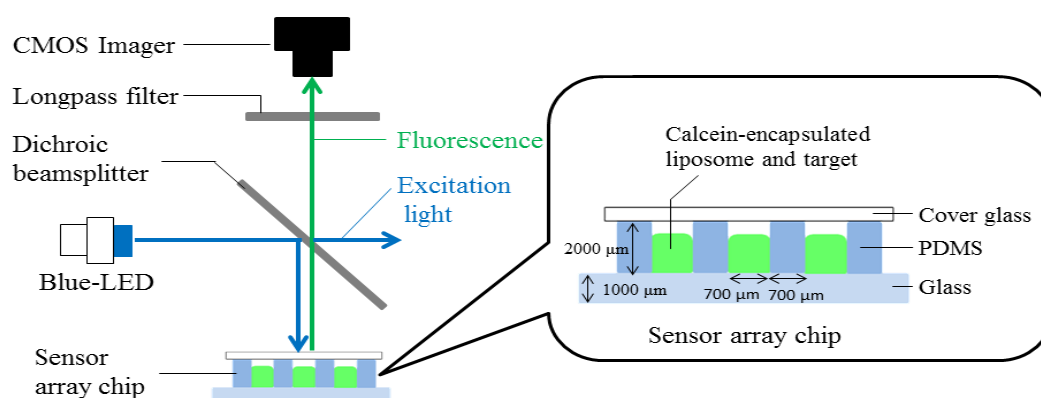 CMOS Imager
Longpass filter
Dichroic
beamsplitter
Fluorescence
Excitation
light
Blue-LED
Sensor
array chip
Calcein-encapsulated
liposome and target
Cover glass
2000 μm
PDMS
1000 μm
700 μm
700 μm
Glass
Sensor array chip